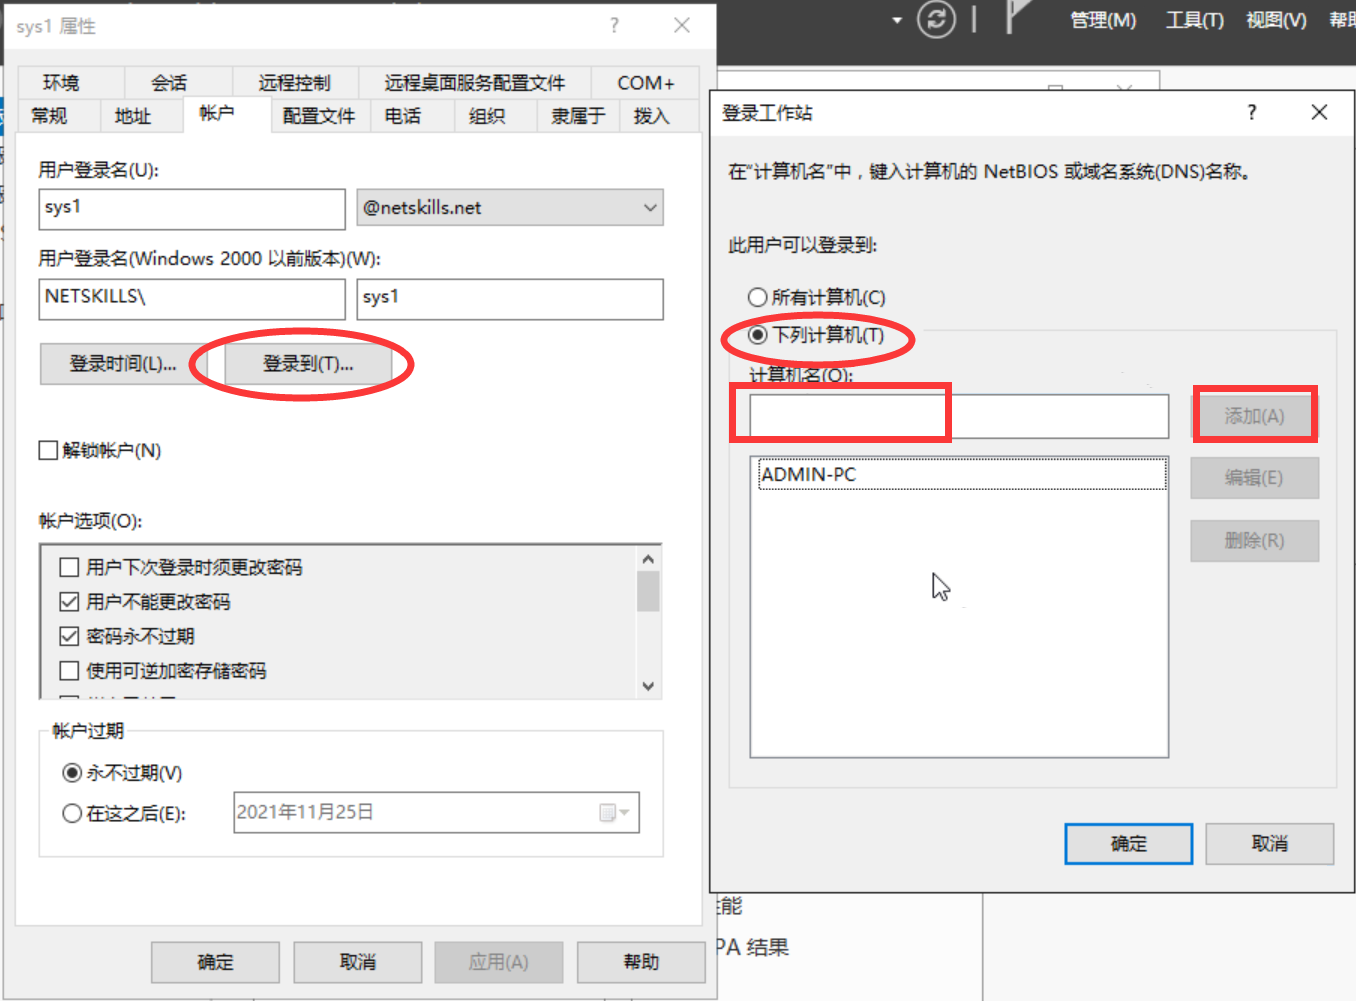 管理(M) 工具(T) 视图(V) 帮助
sys1 属性
环境 会话 远程控制 远程桌面服务配置文件 COM+
常规 地址 帐户 配置文件 电话 组织 隶属于 拨入
用户登录名(U):
sys1 @netskills.net
用户登录名(Windows 2000 以前版本)(W):
NETSKILLS\ sys1
登录时间(L)... 登录到(T)...
解锁帐户(N)
帐户选项(O):
用户下次登录时须更改密码
用户不能更改密码
密码永不过期
使用可逆加密存储密码
帐户过期
永不过期(V)
在这之后(E): 2021年11月25日
确定 取消 应用(A) 帮助
登录工作站
在“计算机名”中，键入计算机的 NetBIOS 或域名系统(DNS)名称。
此用户可以登录到:
所有计算机(C)
下列计算机(T)
计算机名(O):
添加(A)
ADMIN-PC
编辑(E)
删除(R)
确定 取消
性能
PA 结果